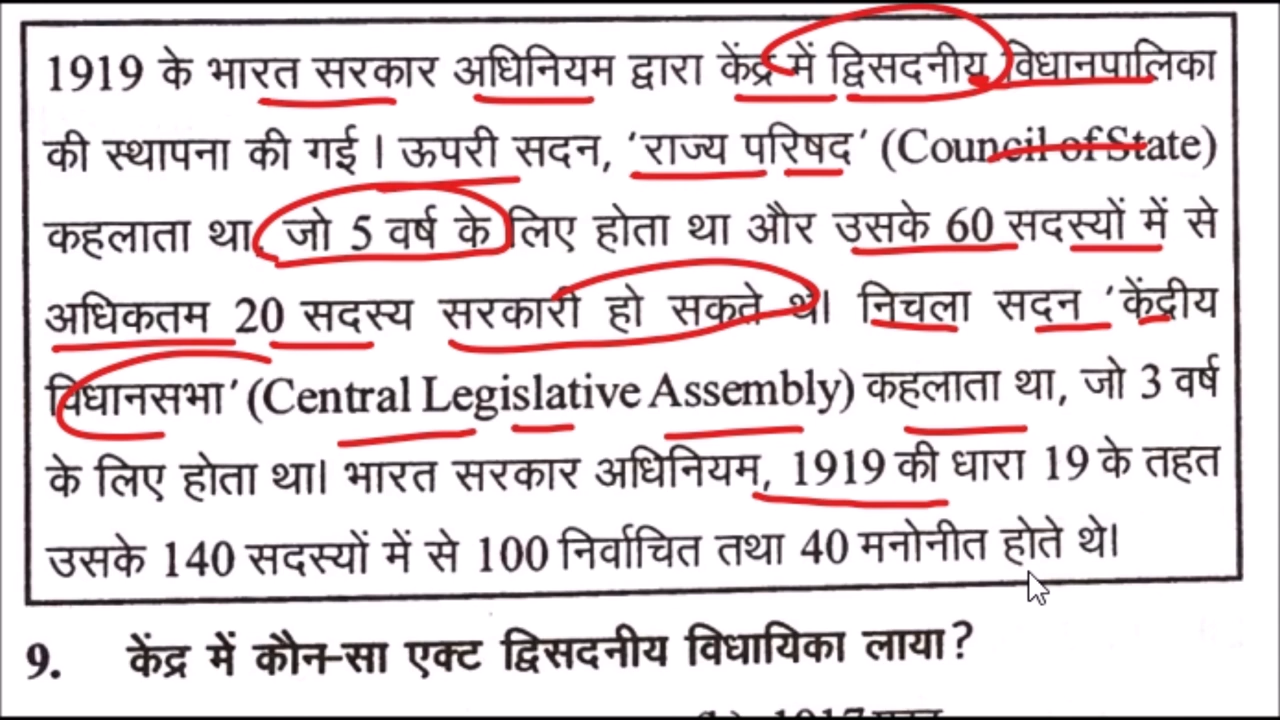 1919 के भारत सरकार अधिनियम द्वारा केंद्र में द्विसदनीय विधानपालिका
की स्थापना की गई। ऊपरी सदन, 'राज्य परिषद' (Council of State)
कहलाता था, जो 5 वर्ष के लिए होता था और उसके 60 सदस्यों में से
अधिकतम 20 सदस्य सरकारी हो सकते थे। निचला सदन 'केंद्रीय
विधानसभा' (Central Legislative Assembly) कहलाता था, जो 3 वर्ष
के लिए होता था। भारत सरकार अधिनियम, 1919 की धारा 19 के तहत
उसके 140 सदस्यों में से 100 निर्वाचित तथा 40 मनोनीत होते थे।
9. केंद्र में कौन-सा एक्ट द्विसदनीय विधायिका लाया?